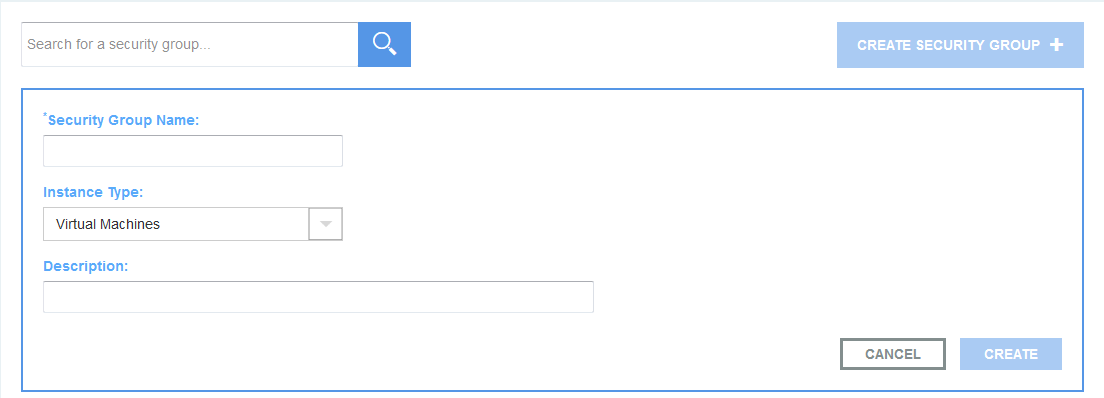 Search for a security group...
CREATE SECURITY GROUP +
*Security Group Name:
Instance Type:
Virtual Machines
Description:
CANCEL
CREATE